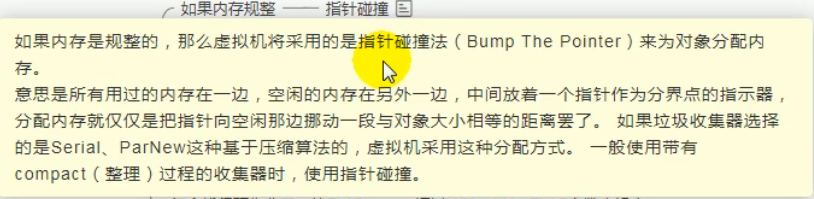 如果内存规整 指针碰撞
如果内存是规整的，那么虚拟机将采用的是指针碰撞法（Bump The Pointer）来为对象分配内
存。
意思是所有用过的内存在一边，空闲的内存在另外一边，中间放着一个指针作为分界点的指示器，
分配内存就仅仅是把指针向空闲那边挪动一段与对象大小相等的距离罢了。 如果垃圾收集器选择
的是Serial、ParNew这种基于压缩算法的，虚拟机采用这种分配方式。 一般使用带有
compact（整理）过程的收集器时，使用指针碰撞。